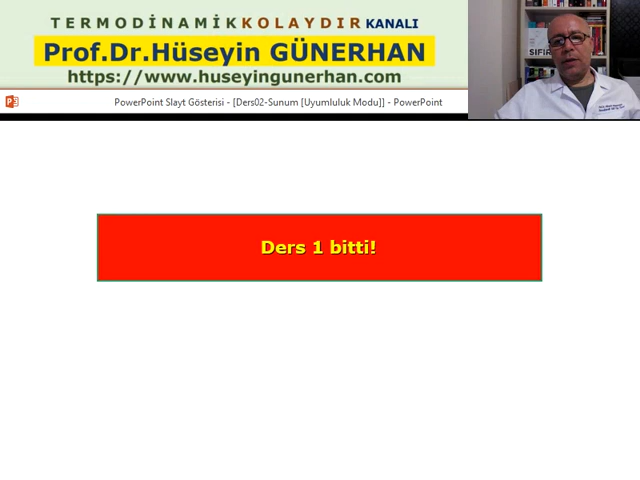 TERMODİNAMİKKOLAYDIR KANALI
Prof.Dr.Hüseyin GÜNERHAN
https://www.huseyingunerhan.com
PowerPoint Slayt Gösterisi - [Ders02-Sunum [Uyumluluk Modu]] - PowerPoint
SIFIR
Ders 1 bitti!